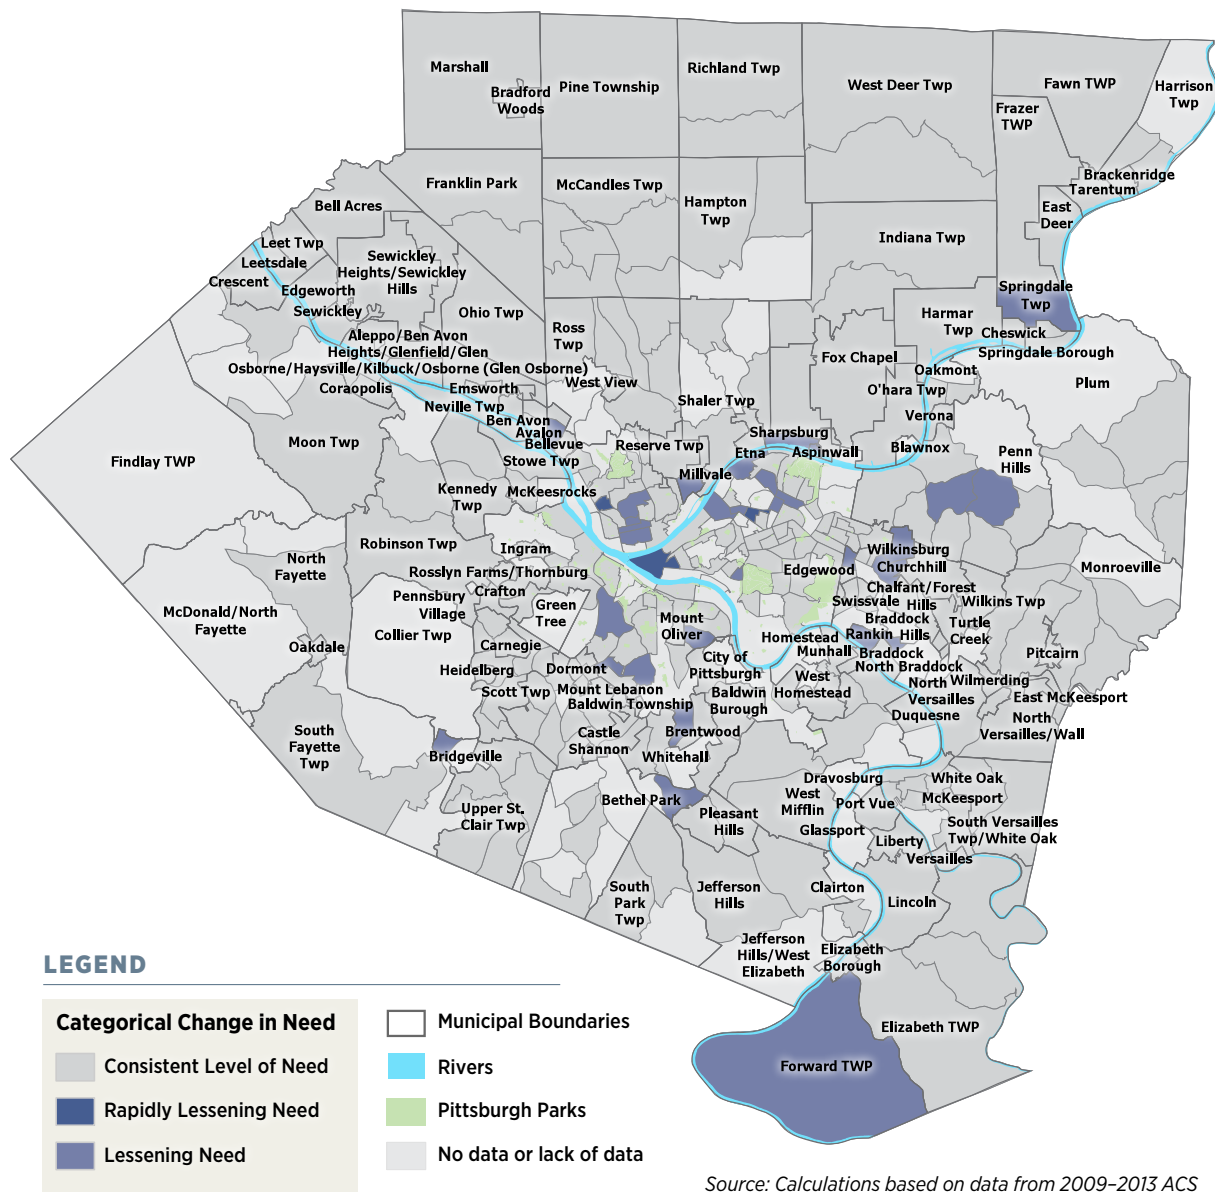 Marshall
Bradford
Woods
Pine Township
Richland Twp
West Deer Twp
Fawn TWP
Harrison
Twp
Frazer
TWP
Franklin Park
McCandles Twp
Hampton
Twp
Brackenridge
Tarentum
East
Deer
Bell Acres
Indiana Twp
Leet Twp
Leetsdale
Crescent
Edgeworth
Sewickley
Sewickley
Heights/Sewickley
Hills
Ohio Twp
Ross
Twp
Springdale
Twp
Harmar
Twp
Cheswick
Springdale Borough
Aleppo/Ben Avon
Heights/Glenfield/Glen
Osborne/Haysville/Kilbuck/Osborne (Glen Osborne)
Fox Chapel
Oakmont
O'hara Twp
Plum
Coraopolis
Emsworth
West View
Neville Twp
Shaler Twp
Verona
Ben Avon
Avalon
Bellevue
Moon Twp
Findlay TWP
Stowe Twp
Reserve Twp
Sharpsburg
Etna
Aspinwall
Blawnox
Penn
Hills
Millvale
Kennedy
Twp
McKeesrocks
North
Fayette
Robinson Twp
Ingram
Rosslyn Farms/Thornburg
Crafton
Pennsbury
Village
Green
Tree
Edgewood
Wilkinsburg
Churchhill
Monroeville
Chalfant/Forest
Hills
Swissvale
Wilkins Twp
Braddock
Hills
Turtle
Creek
McDonald/North
Fayette
Collier Twp
Oakdale
Carnegie
Mount
Oliver
Homestead
Munhall
Rankin
Braddock
North Braddock
Pitcairn
Heidelberg
Dormont
City of
Pittsburgh
Scott Twp
Mount Lebanon
Baldwin Township
Baldwin
Burough
West
Homestead
North
Versailles
Wilmerding
East McKeesport
Duquesne
North
Versailles/Wall
South
Fayette
Twp
Bridgeville
Castle
Shannon
Brentwood
Whitehall
Dravosburg
White Oak
McKeesport
Bethel Park
West
Mifflin
Port Vue
Upper St.
Clair Twp
Pleasant
Hills
Glassport
South Versailles
Twp/White Oak
Liberty
Versailles
South
Park
Twp
Jefferson
Hills
Clairton
Lincoln
Jefferson
Hills/West
Elizabeth
Elizabeth
Borough
Elizabeth TWP
Forward TWP
LEGEND
Categorical Change in Need
Consistent Level of Need
Rapidly Lessening Need
Lessening Need
Municipal Boundaries
Rivers
Pittsburgh Parks
No data or lack of data
Source: Calculations based on data from 2009–2013 ACS